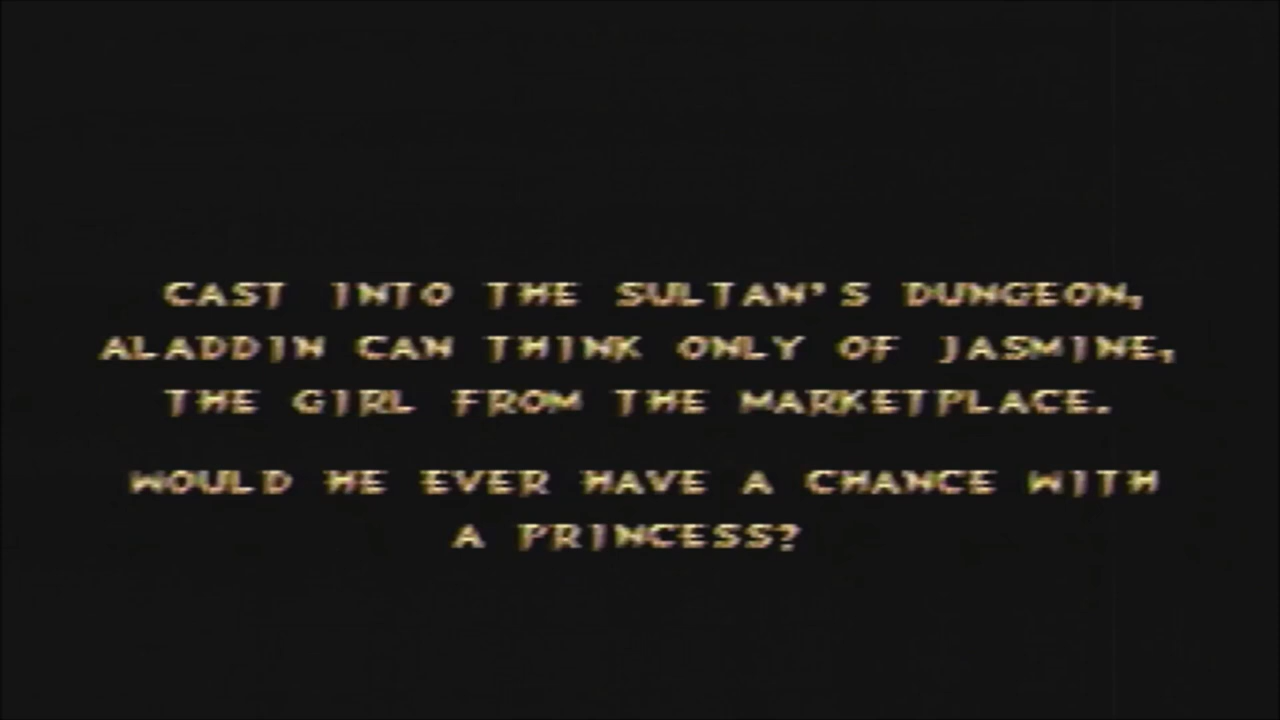 CAST INTO THE SULTAN'S DUNGEON,
ALADDIN CAN THINK ONLY OF JASMINE,
THE GIRL FROM THE MARKETPLACE.
WOULD HE EVER HAVE A CHANCE WITH
A PRINCESS?